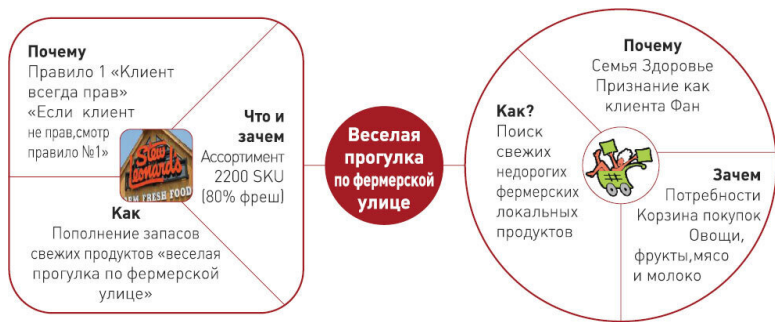 Почему
Правило 1 «Клиент
всегда прав»
«Если клиент
не прав,смотр
правило №1»
Что и
зачем
Ассортимент
2200 SKU
(80% фреш)
Stew
Leonards
FRESH FOOD
Как
Пополнение запасов
свежих продуктов «веселая
прогулка по фермерской
улице»
Веселая
прогулка
по фермерской
улице
Почему
Семья Здоровье
Признание как
клиента Фан
Как?
Поиск
свежих
недорогих
фермерских
локальных
продуктов
Зачем
Потребности
Корзина покупок
Овощи,
фрукты,мясо
и молоко